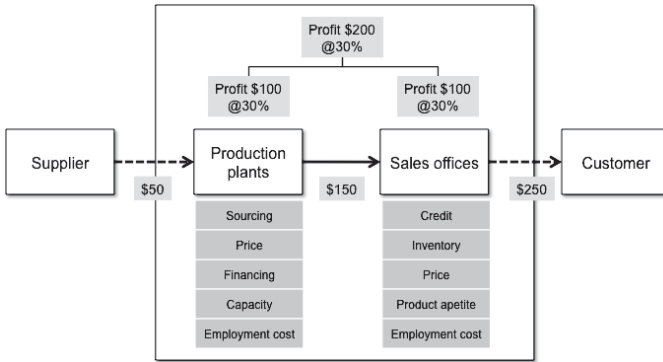 Profit $200
@30%
Profit $100
@30%
Profit $100
@30%
Supplier
Production
plants
Sales offices
Customer
$50
$150
$250
Sourcing
Price
Financing
Capacity
Employment cost
Credit
Inventory
Price
Product apetite
Employment cost